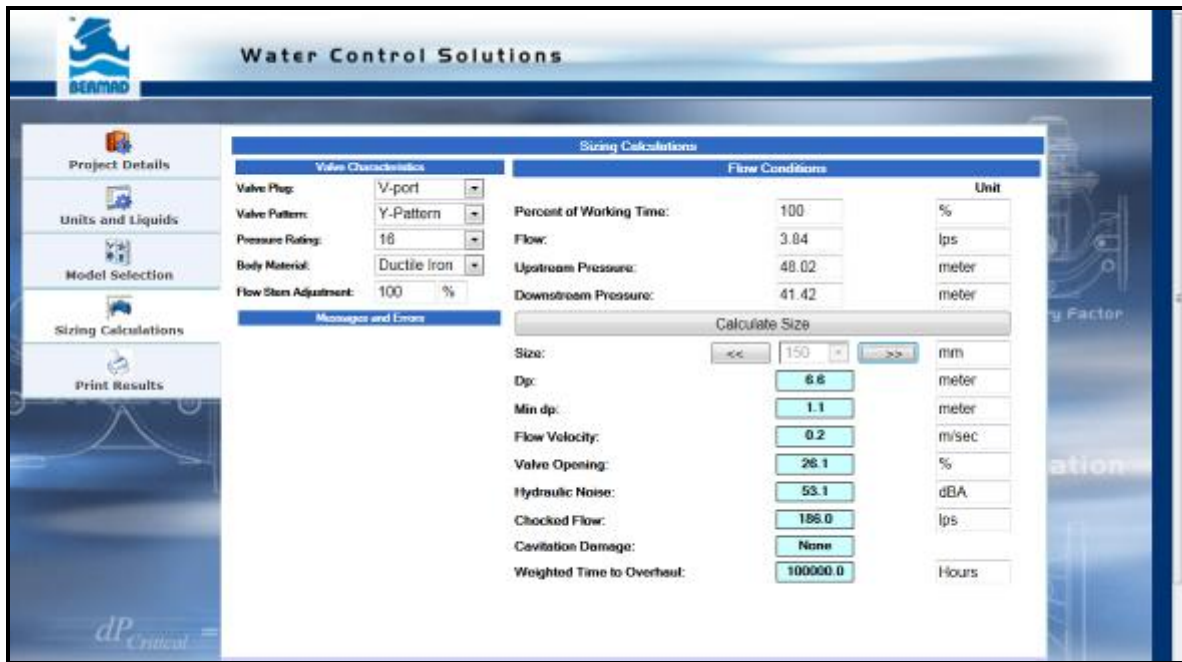 Water Control Solutions
BERMAD
Project Details
Units and Liquids
Model Selection
Sizing Calculations
Print Results
Sizing Calculations
Valve Characteristics
Valve Plug: V-port
Valve Pattern: Y-Pattern
Pressure Rating: 16
Body Material: Ductile Iron
Flow Stem Adjustment: 100 %
Messages and Errors
Flow Conditions
Unit
Percent of Working Time: 100 %
Flow: 3.84 lps
Upstream Pressure: 48.02 meter
Downstream Pressure: 41.42 meter
Calculate Size
Size: << 150 >> mm
Dp: 6.6 meter
Min dp: 1.1 meter
Flow Velocity: 0.2 m/sec
Valve Opening: 26.1 %
Hydraulic Noise: 53.1 dBA
Chocked Flow: 186.0 lps
Cavitation Damage: None
Weighted Time to Overhaul: 100000.0 Hours
ry Factor
ation
dPCritical =